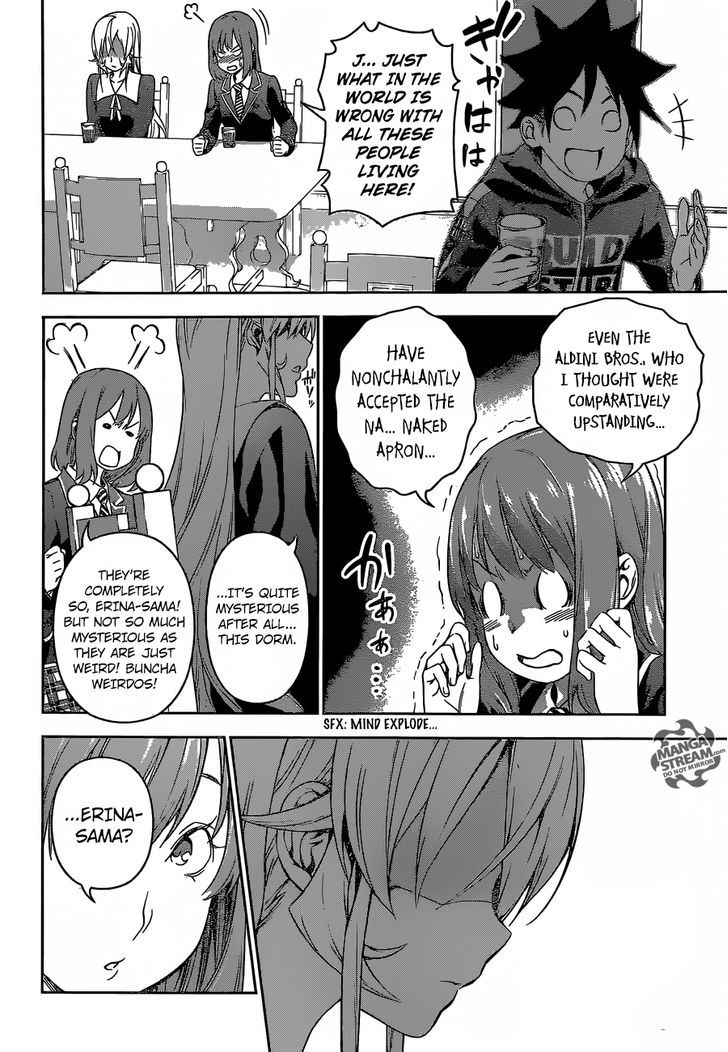 J... JUST
WHAT IN THE
WORLD IS
WRONG WITH
ALL THESE
PEOPLE
LIVING
HERE!
ぎゃはは
EVEN THE
ALDINI BROS.. WHO
I THOUGHT WERE
COMPARATIVELY
UPSTANDING...
HAVE
NONCHALANTLY
ACCEPTED THE
NA... NAKED
APRON...
かぁぁ…
SFX: MIND EXPLODE...
...IT'S QUITE
MYSTERIOUS
AFTER ALL...
THIS DORM.
THEY'RE
COMPLETELY
SO, ERINA-SAMA!
BUT NOT SO MUCH
MYSTERIOUS AS
THEY ARE JUST
WEIRD! BUNCHA
WEIRDOS!
MANGA
STREAM.COM
DO NOT MIRROR
...ERINA-
SAMA?